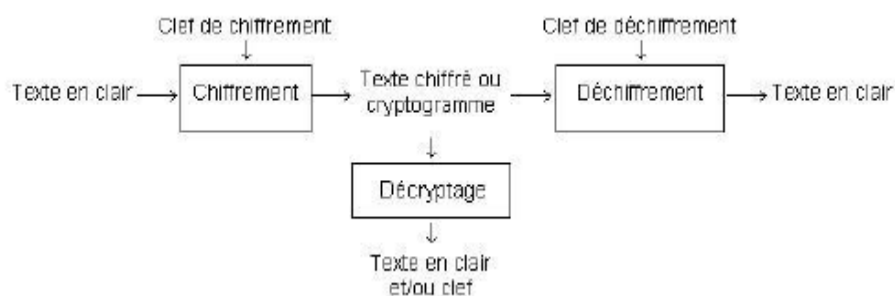 Clef de chiffrement
Clef de déchiffrement
Texte en clair
Chiffrement
Texte chiffré ou
cryptogramme
Déchiffrement
Texte en clair
Décryptage
Texte en clair
et/ou clef